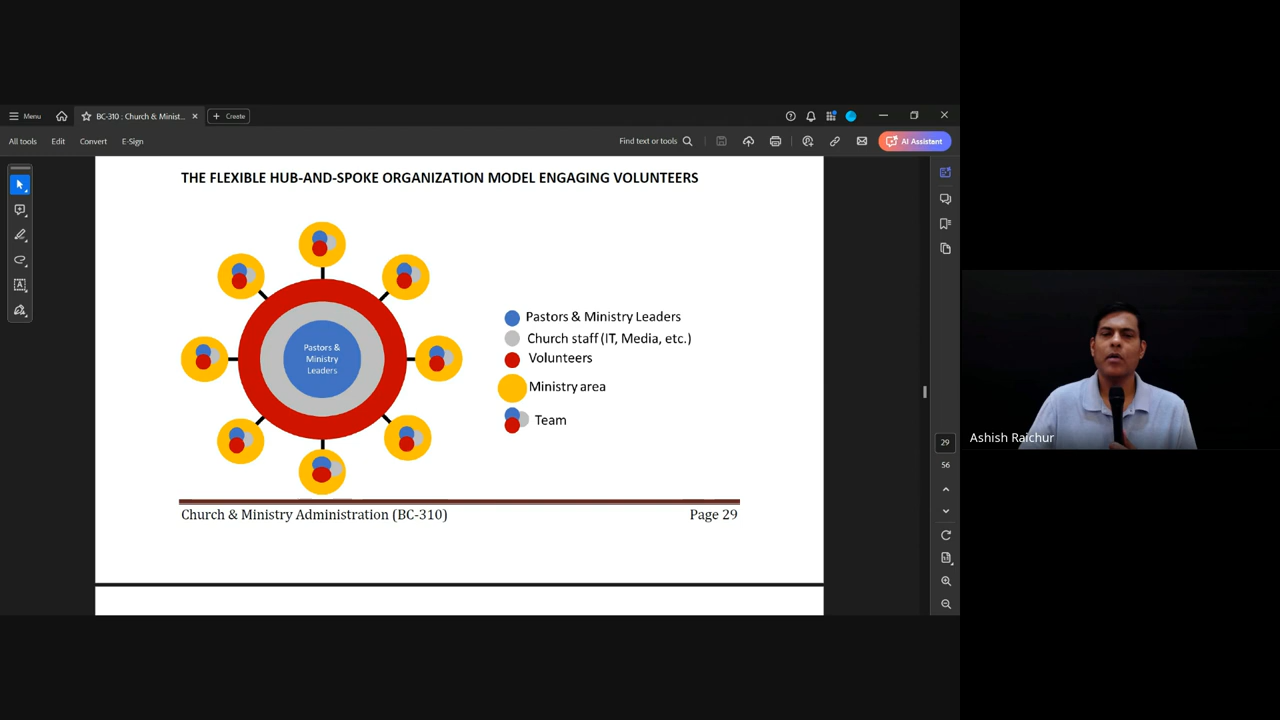 Menu
BC-310 : Church & Minist...
Create
All tools
Edit
Convert
E-Sign
Find text or tools
AI Assistant
THE FLEXIBLE HUB-AND-SPOKE ORGANIZATION MODEL ENGAGING VOLUNTEERS
Pastors &
Ministry
Leaders
Pastors & Ministry Leaders
Church staff (IT, Media, etc.)
Volunteers
Ministry area
Team
Church & Ministry Administration (BC-310)
Page 29
29
56
Ashish Raichur